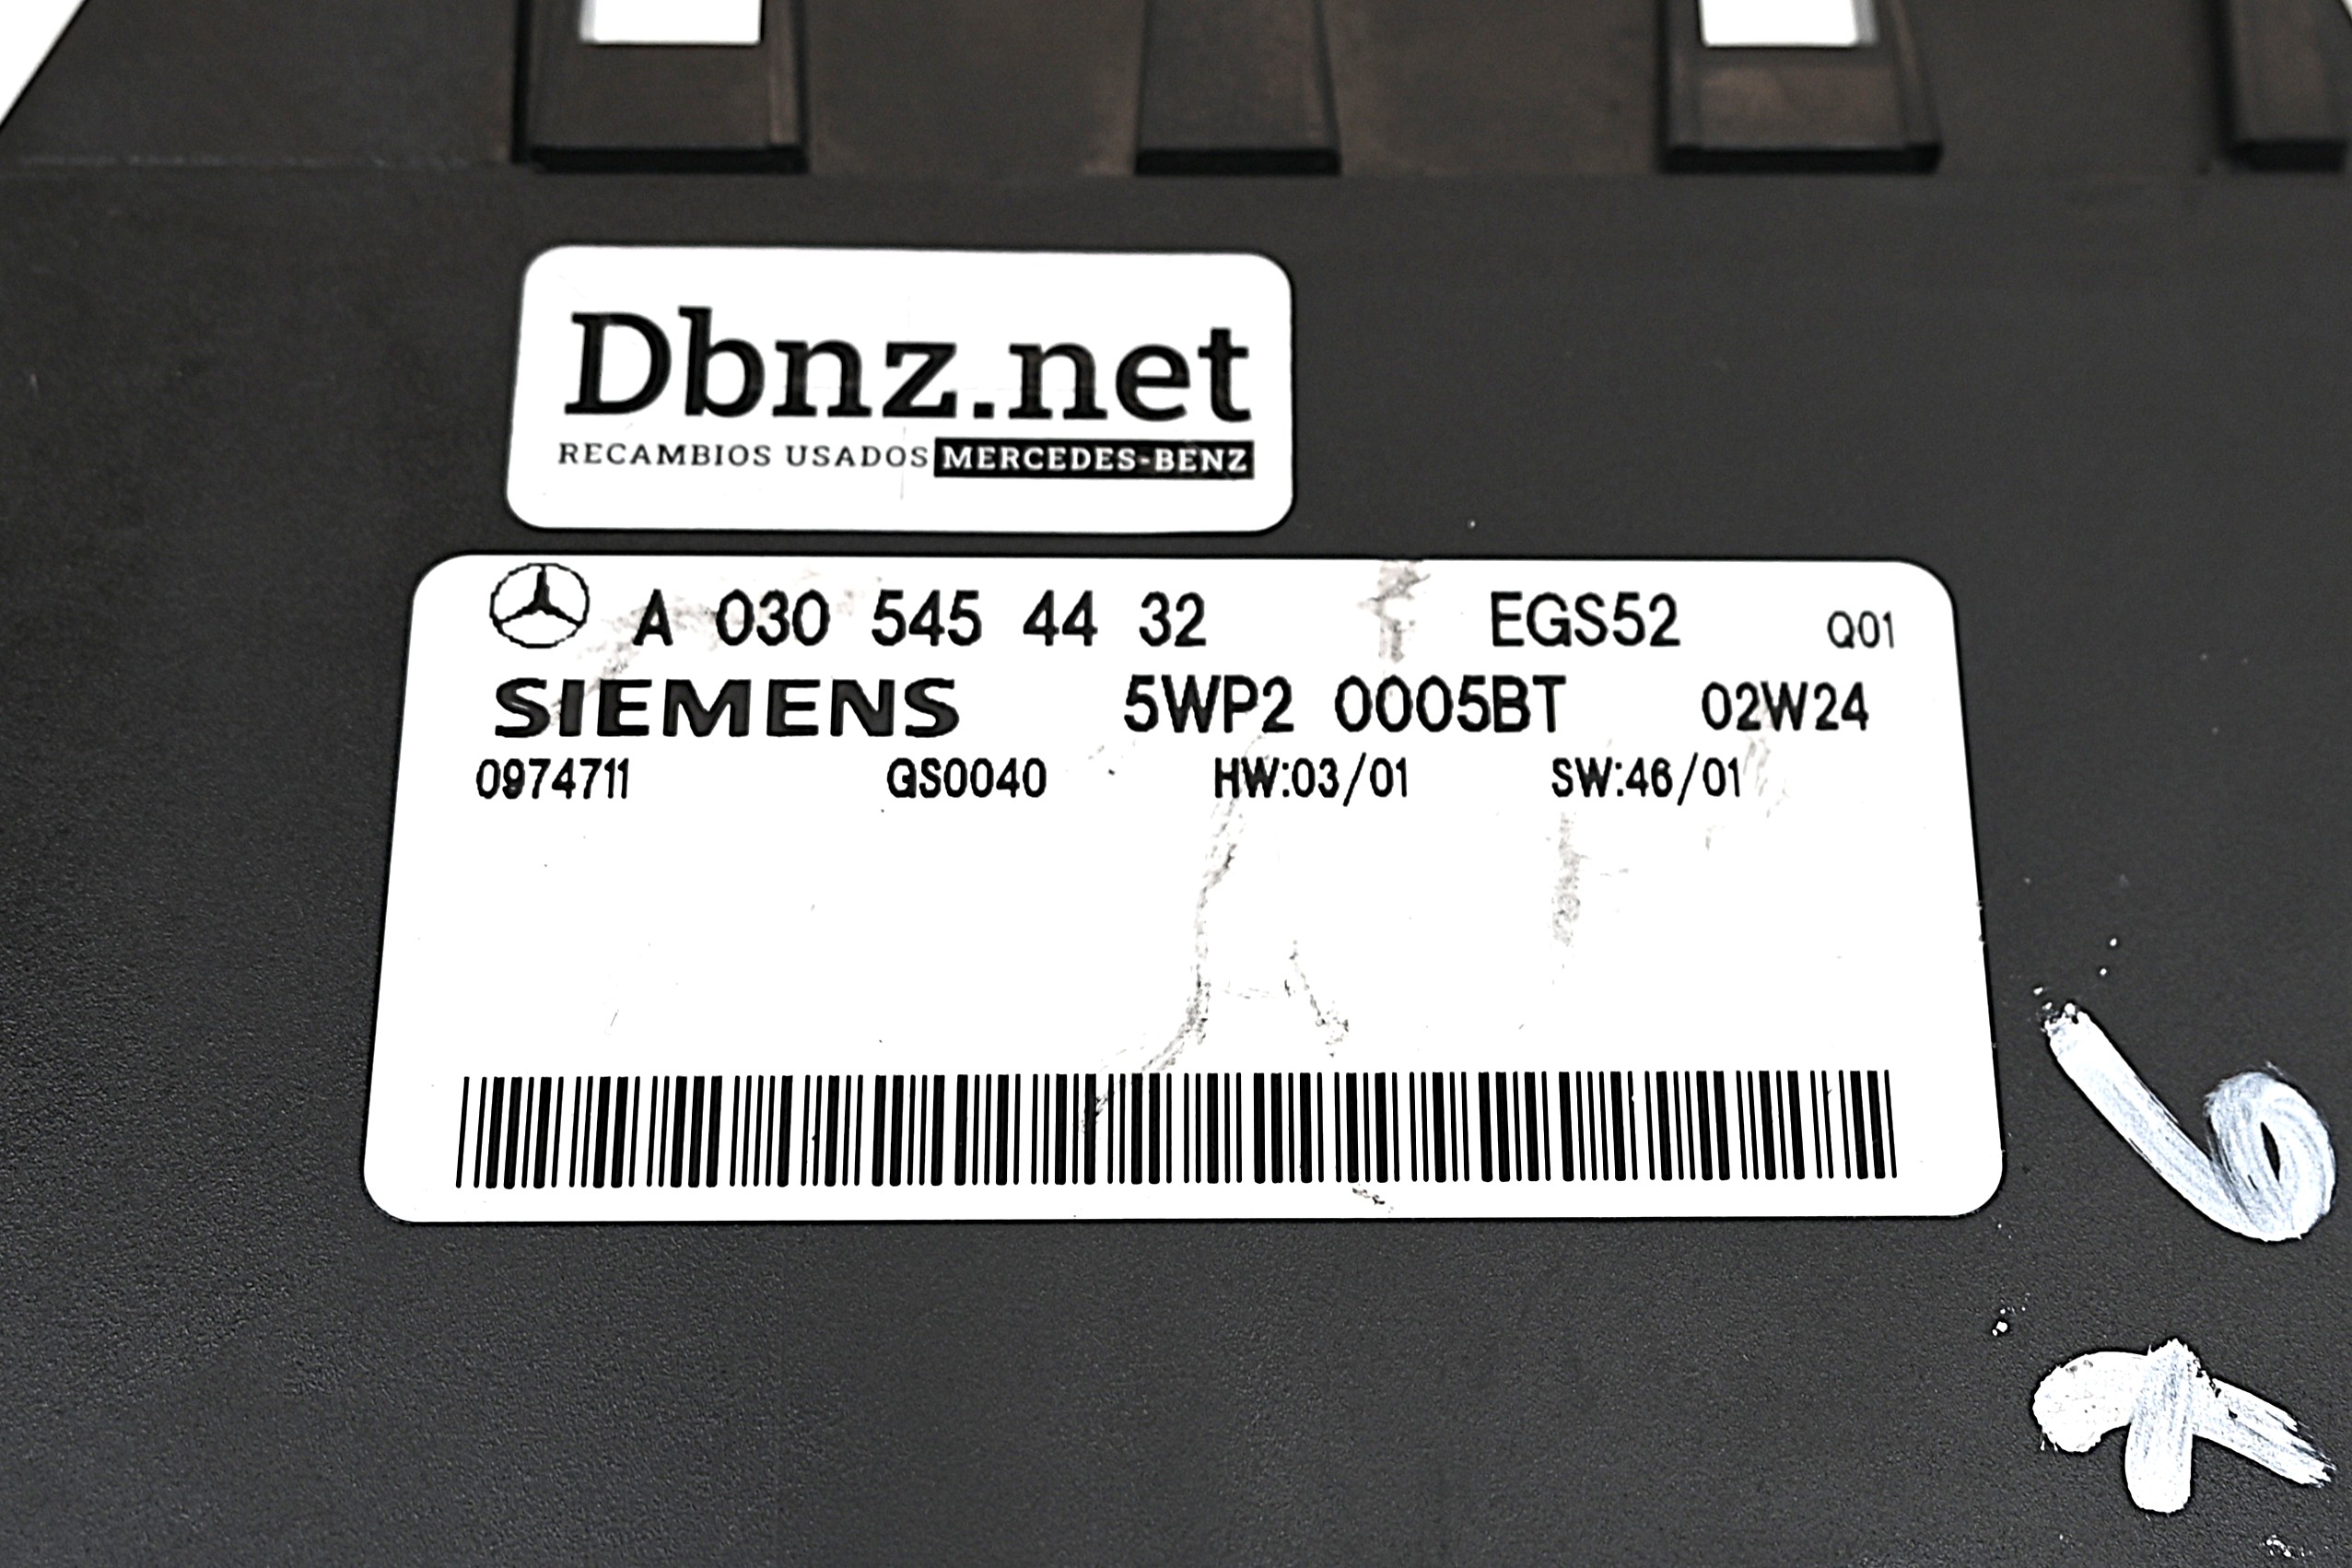 Dbnz.net
RECAMBIOS USADOS MERCEDES-BENZ
A 030 545 44 32 EGS52 Q01
SIEMENS 5WP2 0005BT 02W24
0974711 GS0040 HW:03/01 SW:46/01